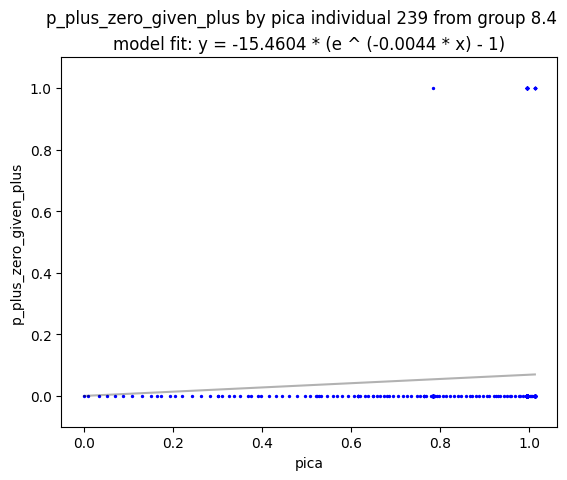 p_plus_zero_given_plus by pica individual 239 from group 8.4
model fit: y = -15.4604 * (e ^ (-0.0044 * x) - 1)
1.0
0.8
0.6
0.4
0.2
0.0
p_plus_zero_given_plus
0.0 0.2 0.4 0.6 0.8 1.0
pica